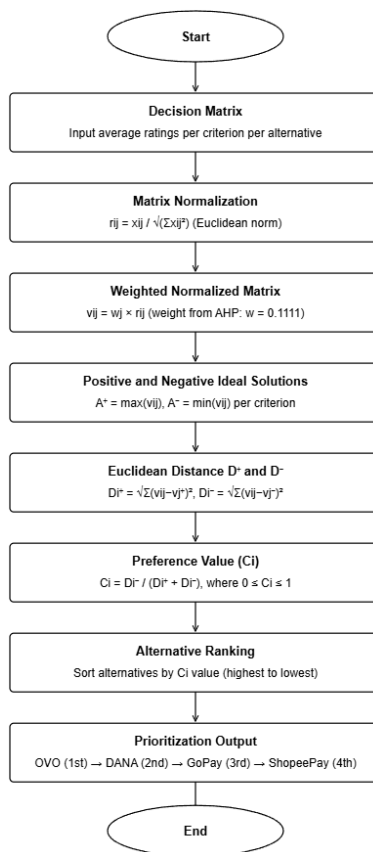 Start
Decision Matrix
Input average ratings per criterion per alternative
Matrix Normalization
rij = xij / √(Σxij²) (Euclidean norm)
Weighted Normalized Matrix
vij = wj × rij (weight from AHP: w = 0.1111)
Positive and Negative Ideal Solutions
A⁺ = max(vij), A⁻ = min(vij) per criterion
Euclidean Distance D⁺ and D⁻
Di⁺ = √Σ(vij−vj⁺)², Di⁻ = √Σ(vij−vj⁻)²
Preference Value (Ci)
Ci = Di⁻ / (Di⁺ + Di⁻), where 0 ≤ Ci ≤ 1
Alternative Ranking
Sort alternatives by Ci value (highest to lowest)
Prioritization Output
OVO (1st) → DANA (2nd) → GoPay (3rd) → ShopeePay (4th)
End